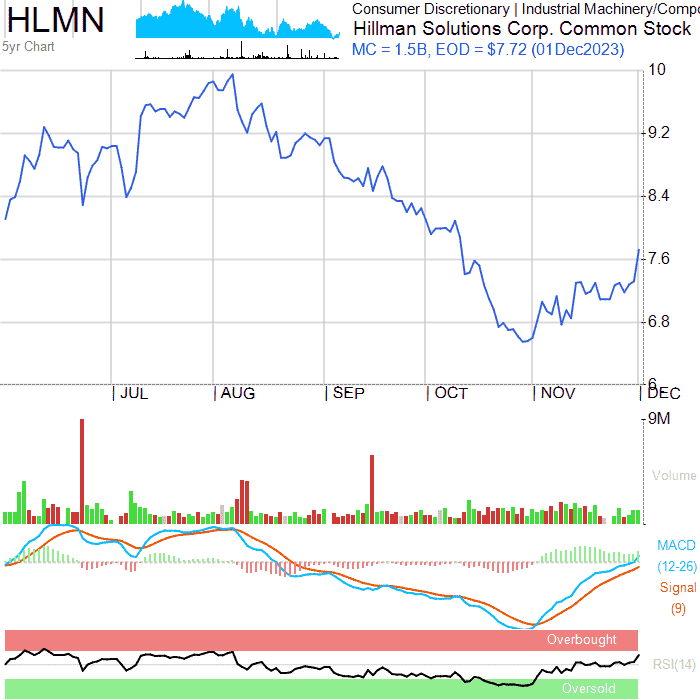 HLMN
5yr Chart
Consumer Discretionary | Industrial Machinery/Compo
Hillman Solutions Corp. Common Stock
MC = 1.5B, EOD = $7.72 (01Dec2023)
10
9.2
8.4
7.6
6.8
6
JUL AUG SEP OCT NOV DEC
9M
Volume
MACD
(12-26)
Signal
(9)
Overbought
RSI(14)
Oversold